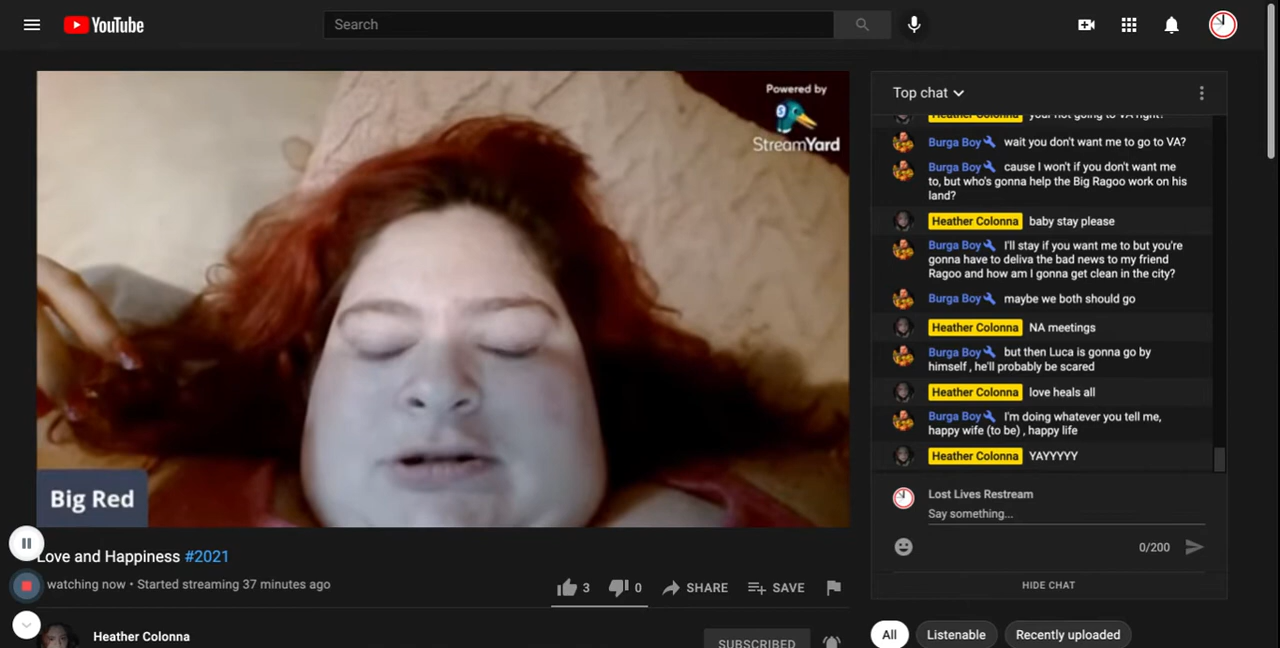 YouTube
Search
Powered by
StreamYard
Big Red
Love and Happiness #2021
watching now • Started streaming 37 minutes ago
3
0
SHARE
SAVE
Heather Colonna
SUBSCRIBED
Top chat
Heather Colonna your not going to VA right?
Burga Boy wait you don't want me to go to VA?
Burga Boy cause I won't if you don't want me
to, but who's gonna help the Big Ragoo work on his
land?
Heather Colonna baby stay please
Burga Boy I'll stay if you want me to but you're
gonna have to deliva the bad news to my friend
Ragoo and how am I gonna get clean in the city?
Burga Boy maybe we both should go
Heather Colonna NA meetings
Burga Boy but then Luca is gonna go by
himself , he'll probably be scared
Heather Colonna love heals all
Burga Boy I'm doing whatever you tell me,
happy wife (to be) , happy life
Heather Colonna YAYYYYY
Lost Lives Restream
Say something...
0/200
HIDE CHAT
All
Listenable
Recently uploaded